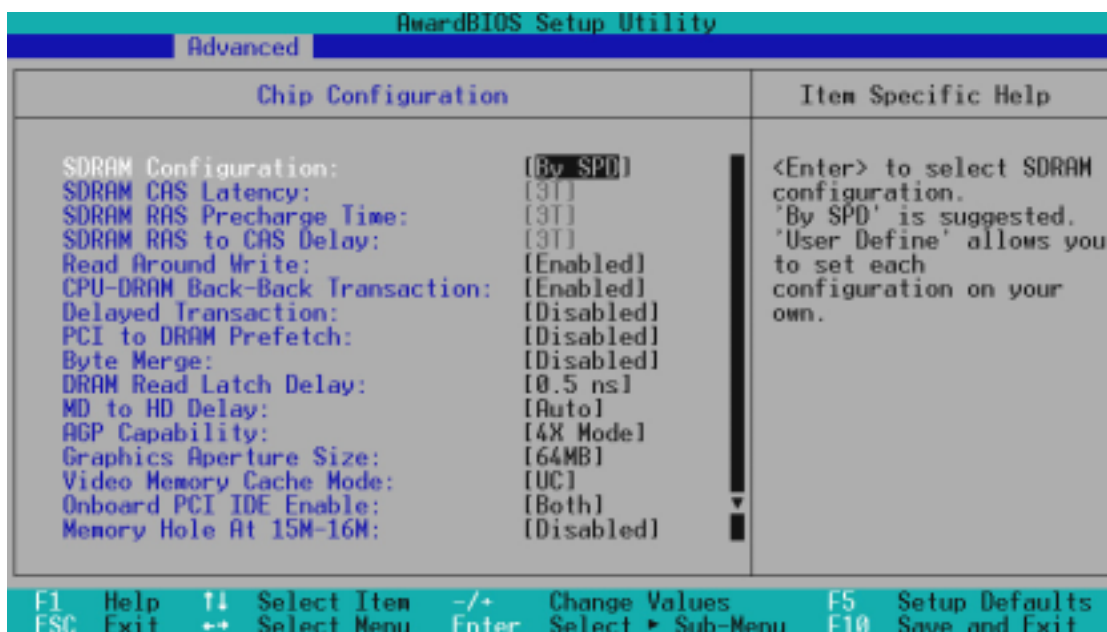 AwardBIOS Setup Utility
Advanced
Chip Configuration
Item Specific Help
SDRAM Configuration: [By SPD]
SDRAM CAS Latency: [3T]
SDRAM RAS Precharge Time: [3T]
SDRAM RAS to CAS Delay: [3T]
Read Around Write: [Enabled]
CPU-DRAM Back-Back Transaction: [Enabled]
Delayed Transaction: [Disabled]
PCI to DRAM Prefetch: [Disabled]
Byte Merge: [Disabled]
DRAM Read Latch Delay: [0.5 ns]
MD to HD Delay: [Auto]
AGP Capability: [4X Mode]
Graphics Aperture Size: [64MB]
Video Memory Cache Mode: [UC]
Onboard PCI IDE Enable: [Both]
Memory Hole At 15M-16M: [Disabled]
<Enter> to select SDRAM
configuration.
'By SPD' is suggested.
'User Define' allows you
to set each
configuration on your
own.
F1 Help ↑↓ Select Item -/+ Change Values F5 Setup Defaults
ESC Exit ←→ Select Menu Enter Select ► Sub-Menu F10 Save and Exit